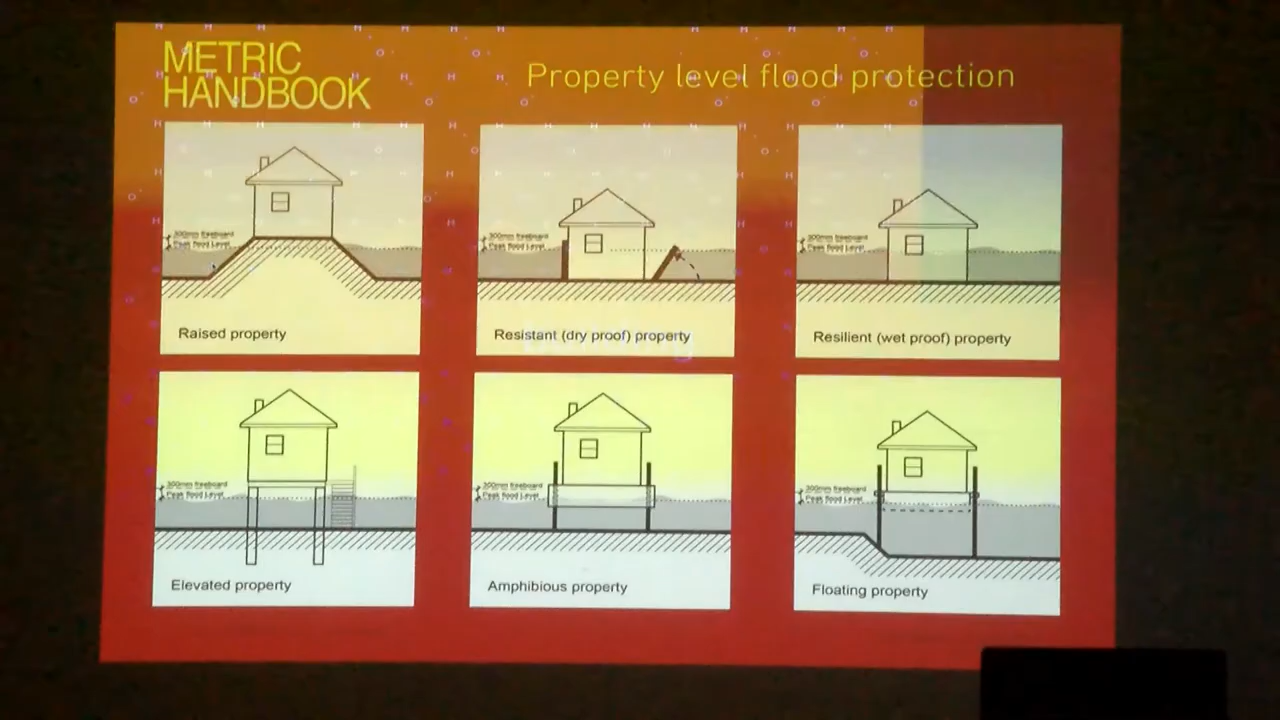 METRIC
HANDBOOK
Property level flood protection
300mm freeboard
Peak flood Level
Raised property
300mm freeboard
Peak flood Level
Resistant (dry proof) property
300mm freeboard
Peak flood Level
Resilient (wet proof) property
300mm freeboard
Peak flood Level
Elevated property
300mm freeboard
Peak flood Level
Amphibious property
300mm freeboard
Peak flood Level
Floating property